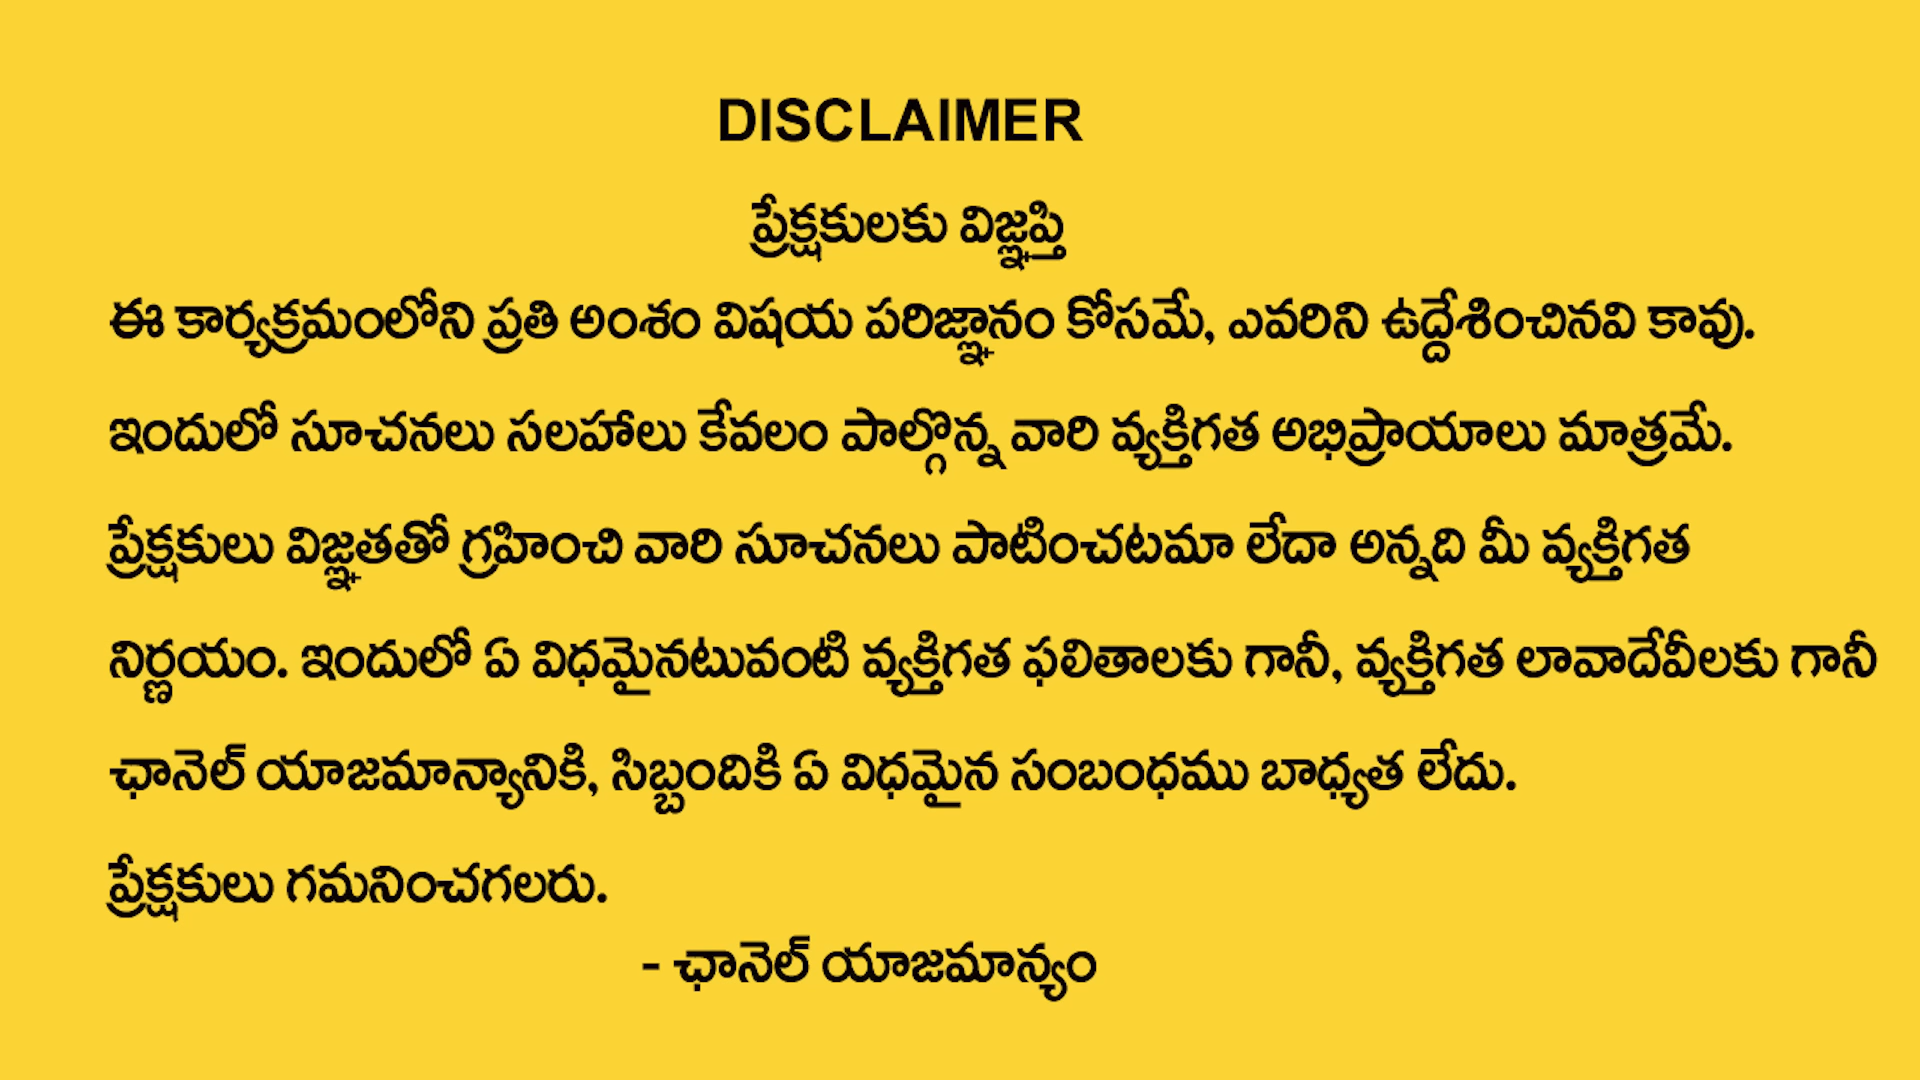 DISCLAIMER
ప్రేక్షకులకు విజ్ఞప్తి
ఈ కార్యక్రమంలోని ప్రతి అంశం విషయ పరిజ్ఞానం కోసమే, ఎవరిని ఉద్దేశించినవి కావు.
ఇందులో సూచనలు సలహాలు కేవలం పాల్గొన్న వారి వ్యక్తిగత అభిప్రాయాలు మాత్రమే.
ప్రేక్షకులు విజ్ఞతతో గ్రహించి వారి సూచనలు పాటించటమా లేదా అన్నది మీ వ్యక్తిగత
నిర్ణయం. ఇందులో ఏ విధమైనటువంటి వ్యక్తిగత ఫలితాలకు గానీ, వ్యక్తిగత లావాదేవీలకు గానీ
ఛానెల్ యాజమాన్యానికి, సిబ్బందికి ఏ విధమైన సంబంధము బాధ్యత లేదు.
ప్రేక్షకులు గమనించగలరు.
- ఛానెల్ యాజమాన్యం